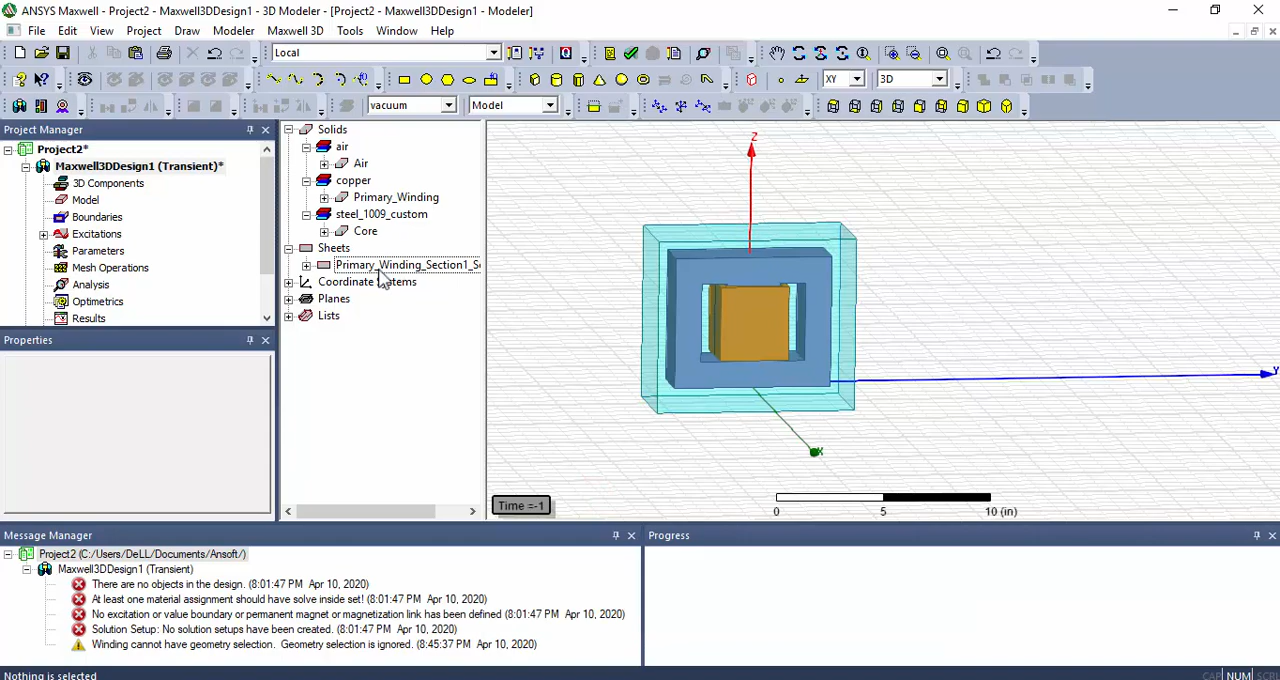 ANSYS Maxwell - Project2 - Maxwell3DDesign1 - 3D Modeler - [Project2 - Maxwell3DDesign1 - Modeler]
File Edit View Project Draw Modeler Maxwell 3D Tools Window Help
Local
XY 3D
vacuum Model
Project Manager
Project2*
Maxwell3DDesign1 (Transient)*
3D Components
Model
Boundaries
Excitations
Parameters
Mesh Operations
Analysis
Optimetrics
Results
Properties
Solids
air
Air
copper
Primary_Winding
steel_1009_custom
Core
Sheets
Primary_Winding_Section1_S
Coordinate
Planes
Lists
Z
Y
X
Time =-1
0 5 10 (in)
Message Manager
Project2 (C:/Users/DeLL/Documents/Ansoft/)
Maxwell3DDesign1 (Transient)
There are no objects in the design. (8:01:47 PM Apr 10, 2020)
At least one material assignment should have solve inside set! (8:01:47 PM Apr 10, 2020)
No excitation or value boundary or permanent magnet or magnetization link has been defined (8:01:47 PM Apr 10, 2020)
Solution Setup: No solution setups have been created. (8:01:47 PM Apr 10, 2020)
Winding cannot have geometry selection. Geometry selection is ignored. (8:45:37 PM Apr 10, 2020)
Progress
Nothing is selected
CAP NUM SCRL